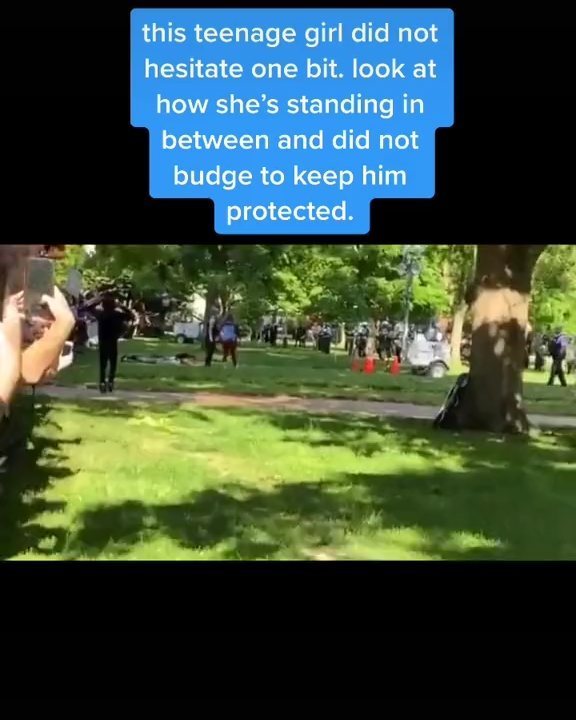 this teenage girl did not
hesitate one bit. look at
how she’s standing in
between and did not
budge to keep him
protected.